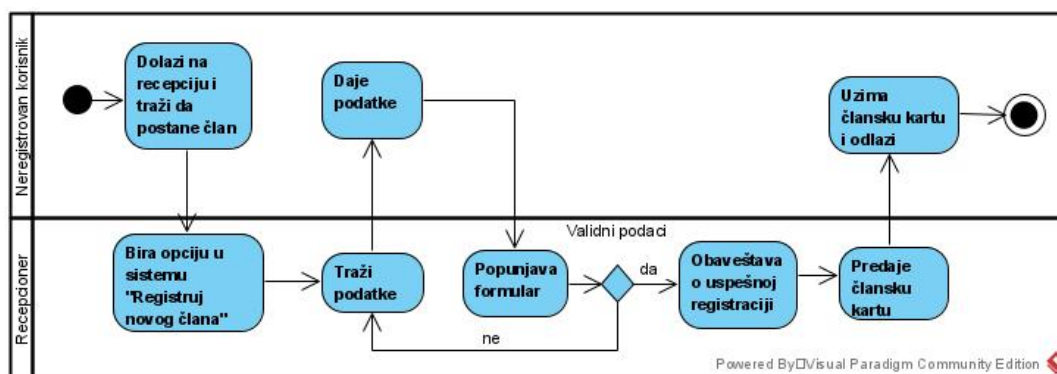 Neregistrovan korisnik
Dolazi na
recepciju i
traži da
postane član
Daje
podatke
Uzima
člansku kartu
i odlazi
Recepcioner
Bira opciju u
sistemu
"Registruj
novog člana"
Traži
podatke
Popunjava
formular
Validni podaci
da
ne
Obaveštava
o uspešnoj
registraciji
Predaje
člansku
kartu
Powered By□Visual Paradigm Community Edition